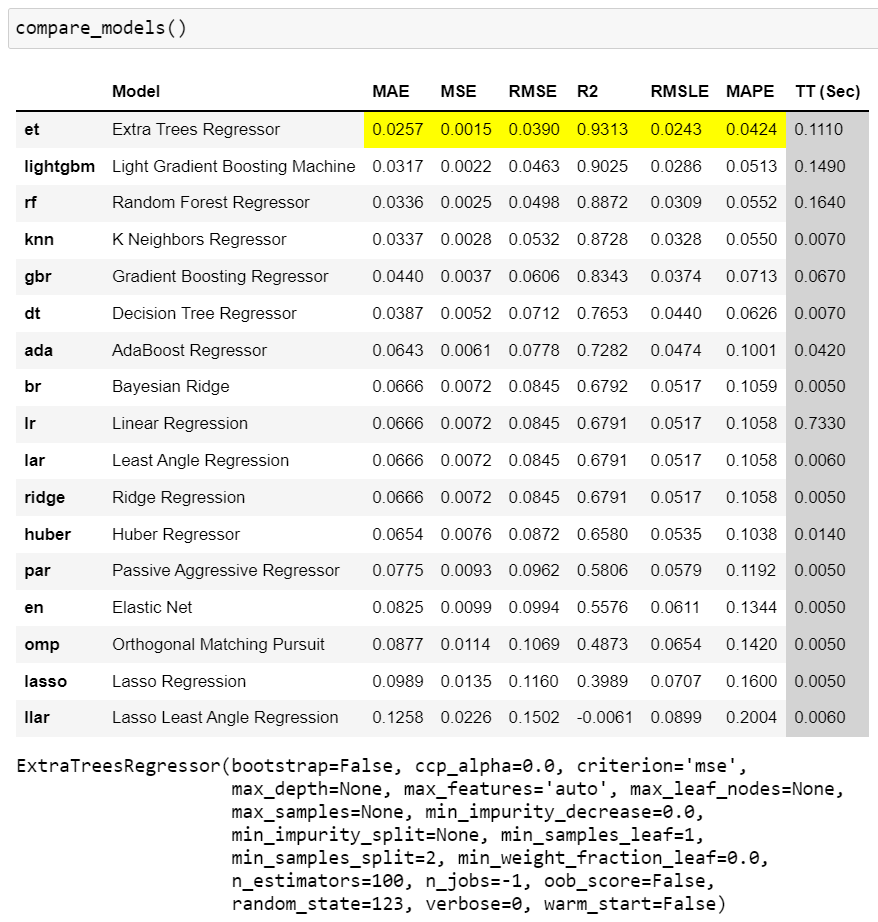 compare_models()
Model MAE MSE RMSE R2 RMSLE MAPE TT (Sec)
et Extra Trees Regressor 0.0257 0.0015 0.0390 0.9313 0.0243 0.0424 0.1110
lightgbm Light Gradient Boosting Machine 0.0317 0.0022 0.0463 0.9025 0.0286 0.0513 0.1490
rf Random Forest Regressor 0.0336 0.0025 0.0498 0.8872 0.0309 0.0552 0.1640
knn K Neighbors Regressor 0.0337 0.0028 0.0532 0.8728 0.0328 0.0550 0.0070
gbr Gradient Boosting Regressor 0.0440 0.0037 0.0606 0.8343 0.0374 0.0713 0.0670
dt Decision Tree Regressor 0.0387 0.0052 0.0712 0.7653 0.0440 0.0626 0.0070
ada AdaBoost Regressor 0.0643 0.0061 0.0778 0.7282 0.0474 0.1001 0.0420
br Bayesian Ridge 0.0666 0.0072 0.0845 0.6792 0.0517 0.1059 0.0050
lr Linear Regression 0.0666 0.0072 0.0845 0.6791 0.0517 0.1058 0.7330
lar Least Angle Regression 0.0666 0.0072 0.0845 0.6791 0.0517 0.1058 0.0060
ridge Ridge Regression 0.0666 0.0072 0.0845 0.6791 0.0517 0.1058 0.0050
huber Huber Regressor 0.0654 0.0076 0.0872 0.6580 0.0535 0.1038 0.0140
par Passive Aggressive Regressor 0.0775 0.0093 0.0962 0.5806 0.0579 0.1192 0.0050
en Elastic Net 0.0825 0.0099 0.0994 0.5576 0.0611 0.1344 0.0050
omp Orthogonal Matching Pursuit 0.0877 0.0114 0.1069 0.4873 0.0654 0.1420 0.0050
lasso Lasso Regression 0.0989 0.0135 0.1160 0.3989 0.0707 0.1600 0.0050
llar Lasso Least Angle Regression 0.1258 0.0226 0.1502 -0.0061 0.0899 0.2004 0.0060
ExtraTreesRegressor(bootstrap=False, ccp_alpha=0.0, criterion='mse',
max_depth=None, max_features='auto', max_leaf_nodes=None,
max_samples=None, min_impurity_decrease=0.0,
min_impurity_split=None, min_samples_leaf=1,
min_samples_split=2, min_weight_fraction_leaf=0.0,
n_estimators=100, n_jobs=-1, oob_score=False,
random_state=123, verbose=0, warm_start=False)